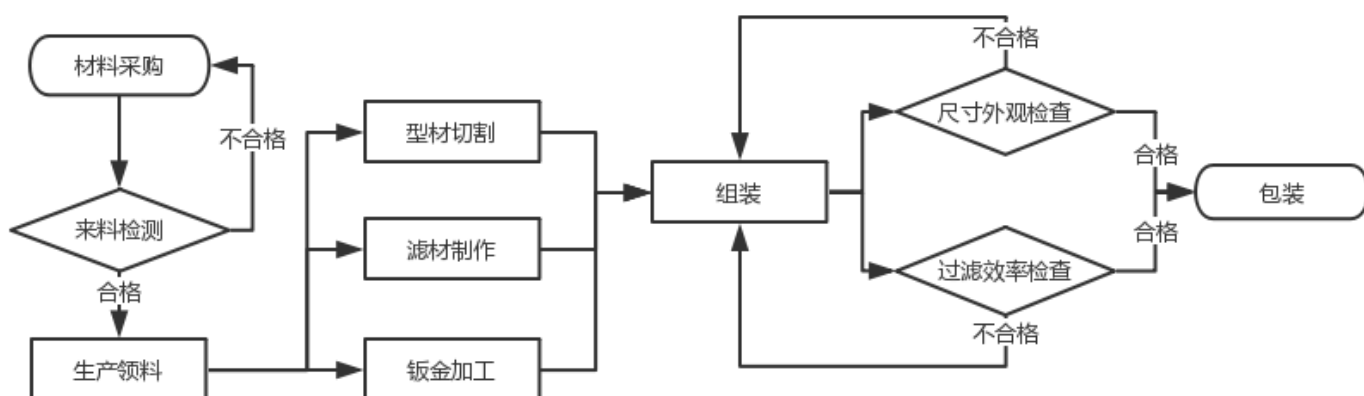 材料采购
不合格
来料检测
合格
生产领料
型材切割
滤材制作
钣金加工
组装
不合格
尺寸外观检查
合格
过滤效率检查
合格
不合格
包装